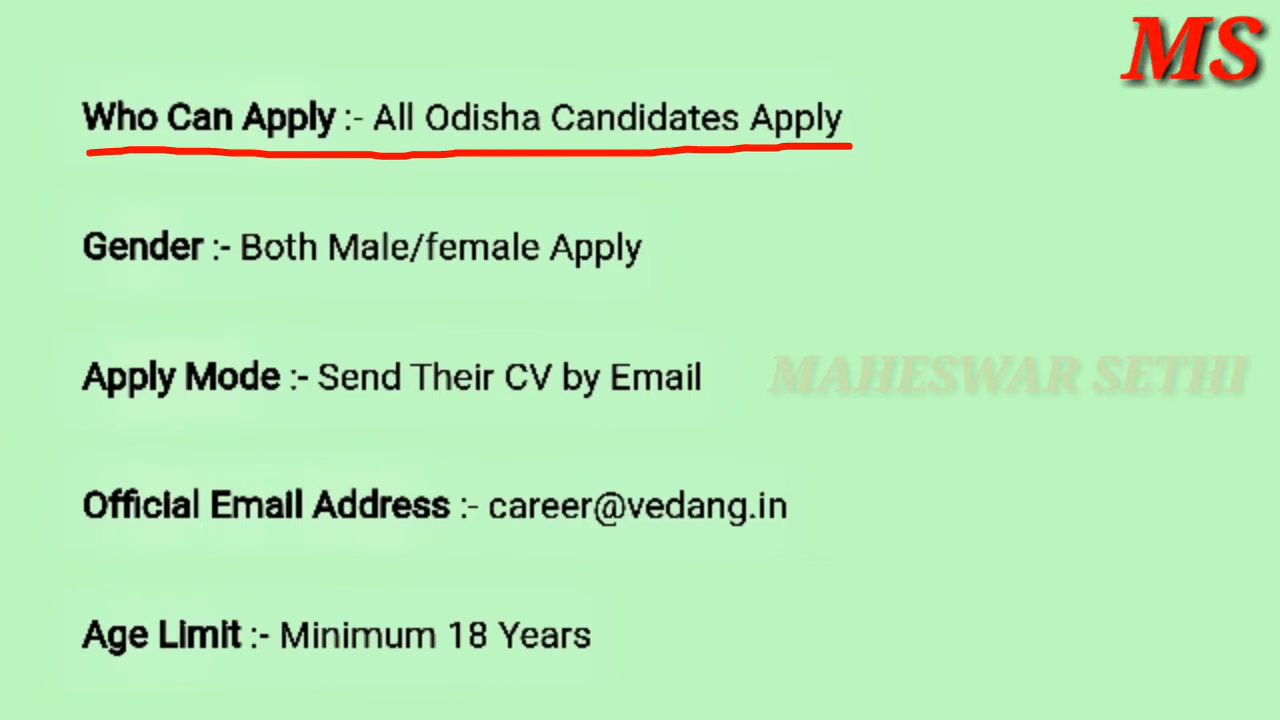 MS
Who Can Apply :- All Odisha Candidates Apply
Gender :- Both Male/female Apply
Apply Mode :- Send Their CV by Email
MAHESWAR SETHI
Official Email Address :- career@vedang.in
Age Limit :- Minimum 18 Years